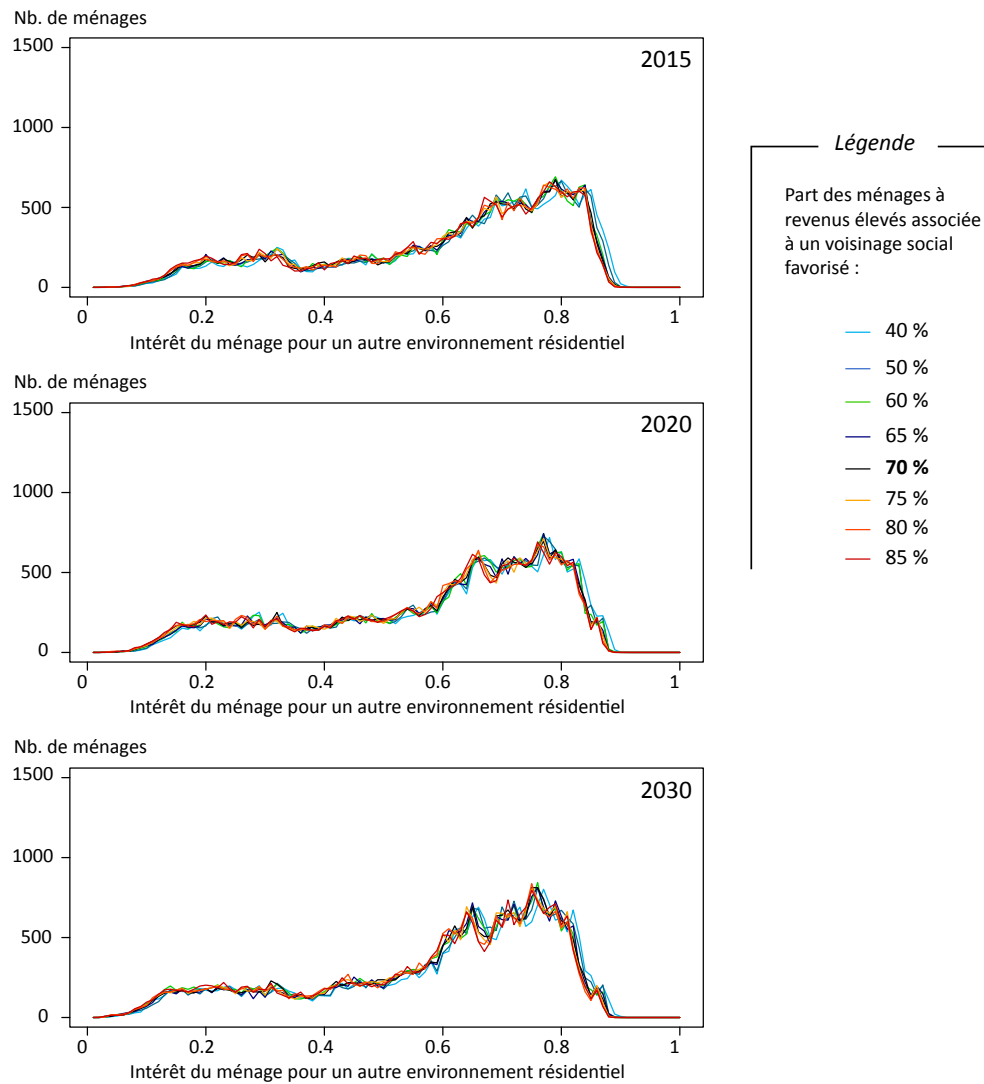 Nb. de ménages
1500
2015
1000
500
0
0 0.2 0.4 0.6 0.8 1
Intérêt du ménage pour un autre environnement résidentiel
Nb. de ménages
1500
2020
1000
500
0
0 0.2 0.4 0.6 0.8 1
Intérêt du ménage pour un autre environnement résidentiel
Nb. de ménages
1500
2030
1000
500
0
0 0.2 0.4 0.6 0.8 1
Intérêt du ménage pour un autre environnement résidentiel
Légende
Part des ménages à
revenus élevés associée
à un voisinage social
favorisé :
40 %
50 %
60 %
65 %
70 %
75 %
80 %
85 %